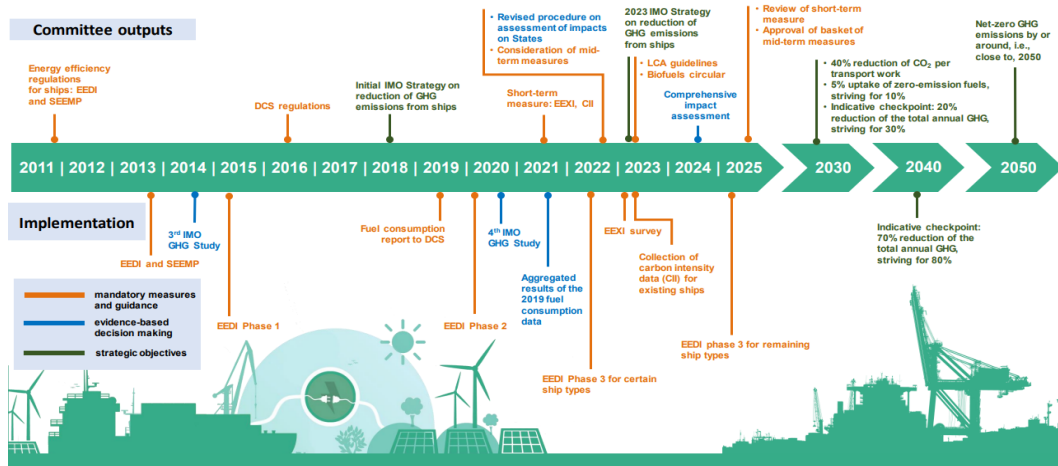 Committee outputs
Energy efficiency
regulations
for ships: EEDI
and SEEMP
DCS regulations
Initial IMO Strategy on
reduction of GHG
emissions from ships
• Revised procedure on
assessment of impacts
on States
• Consideration of mid-
term measures
Short-term
measure: EEXI, CII
2023 IMO Strategy
on reduction of
GHG emissions
from ships
• LCA guidelines
• Biofuels circular
Comprehensive
impact
assessment
• Review of short-term
measure
• Approval of basket of
mid-term measures
• 40% reduction of CO₂ per
transport work
• 5% uptake of zero-emission fuels,
striving for 10%
• Indicative checkpoint: 20%
reduction of the total annual GHG,
striving for 30%
Net-zero GHG
emissions by or
around, i.e.,
close to, 2050
2011 | 2012 | 2013 | 2014 | 2015 | 2016 | 2017 | 2018 | 2019 | 2020 | 2021 | 2022 | 2023 | 2024 | 2025
2030
2040
2050
Implementation
EEDI and SEEMP
3rd IMO
GHG Study
EEDI Phase 1
Fuel consumption
report to DCS
EEDI Phase 2
4th IMO
GHG Study
Aggregated
results of the
2019 fuel
consumption
data
EEDI Phase 3 for certain
ship types
EEXI survey
Collection of
carbon intensity
data (CII) for
existing ships
EEDI phase 3 for remaining
ship types
Indicative checkpoint:
70% reduction of the
total annual GHG,
striving for 80%
mandatory measures
and guidance
evidence-based
decision making
strategic objectives